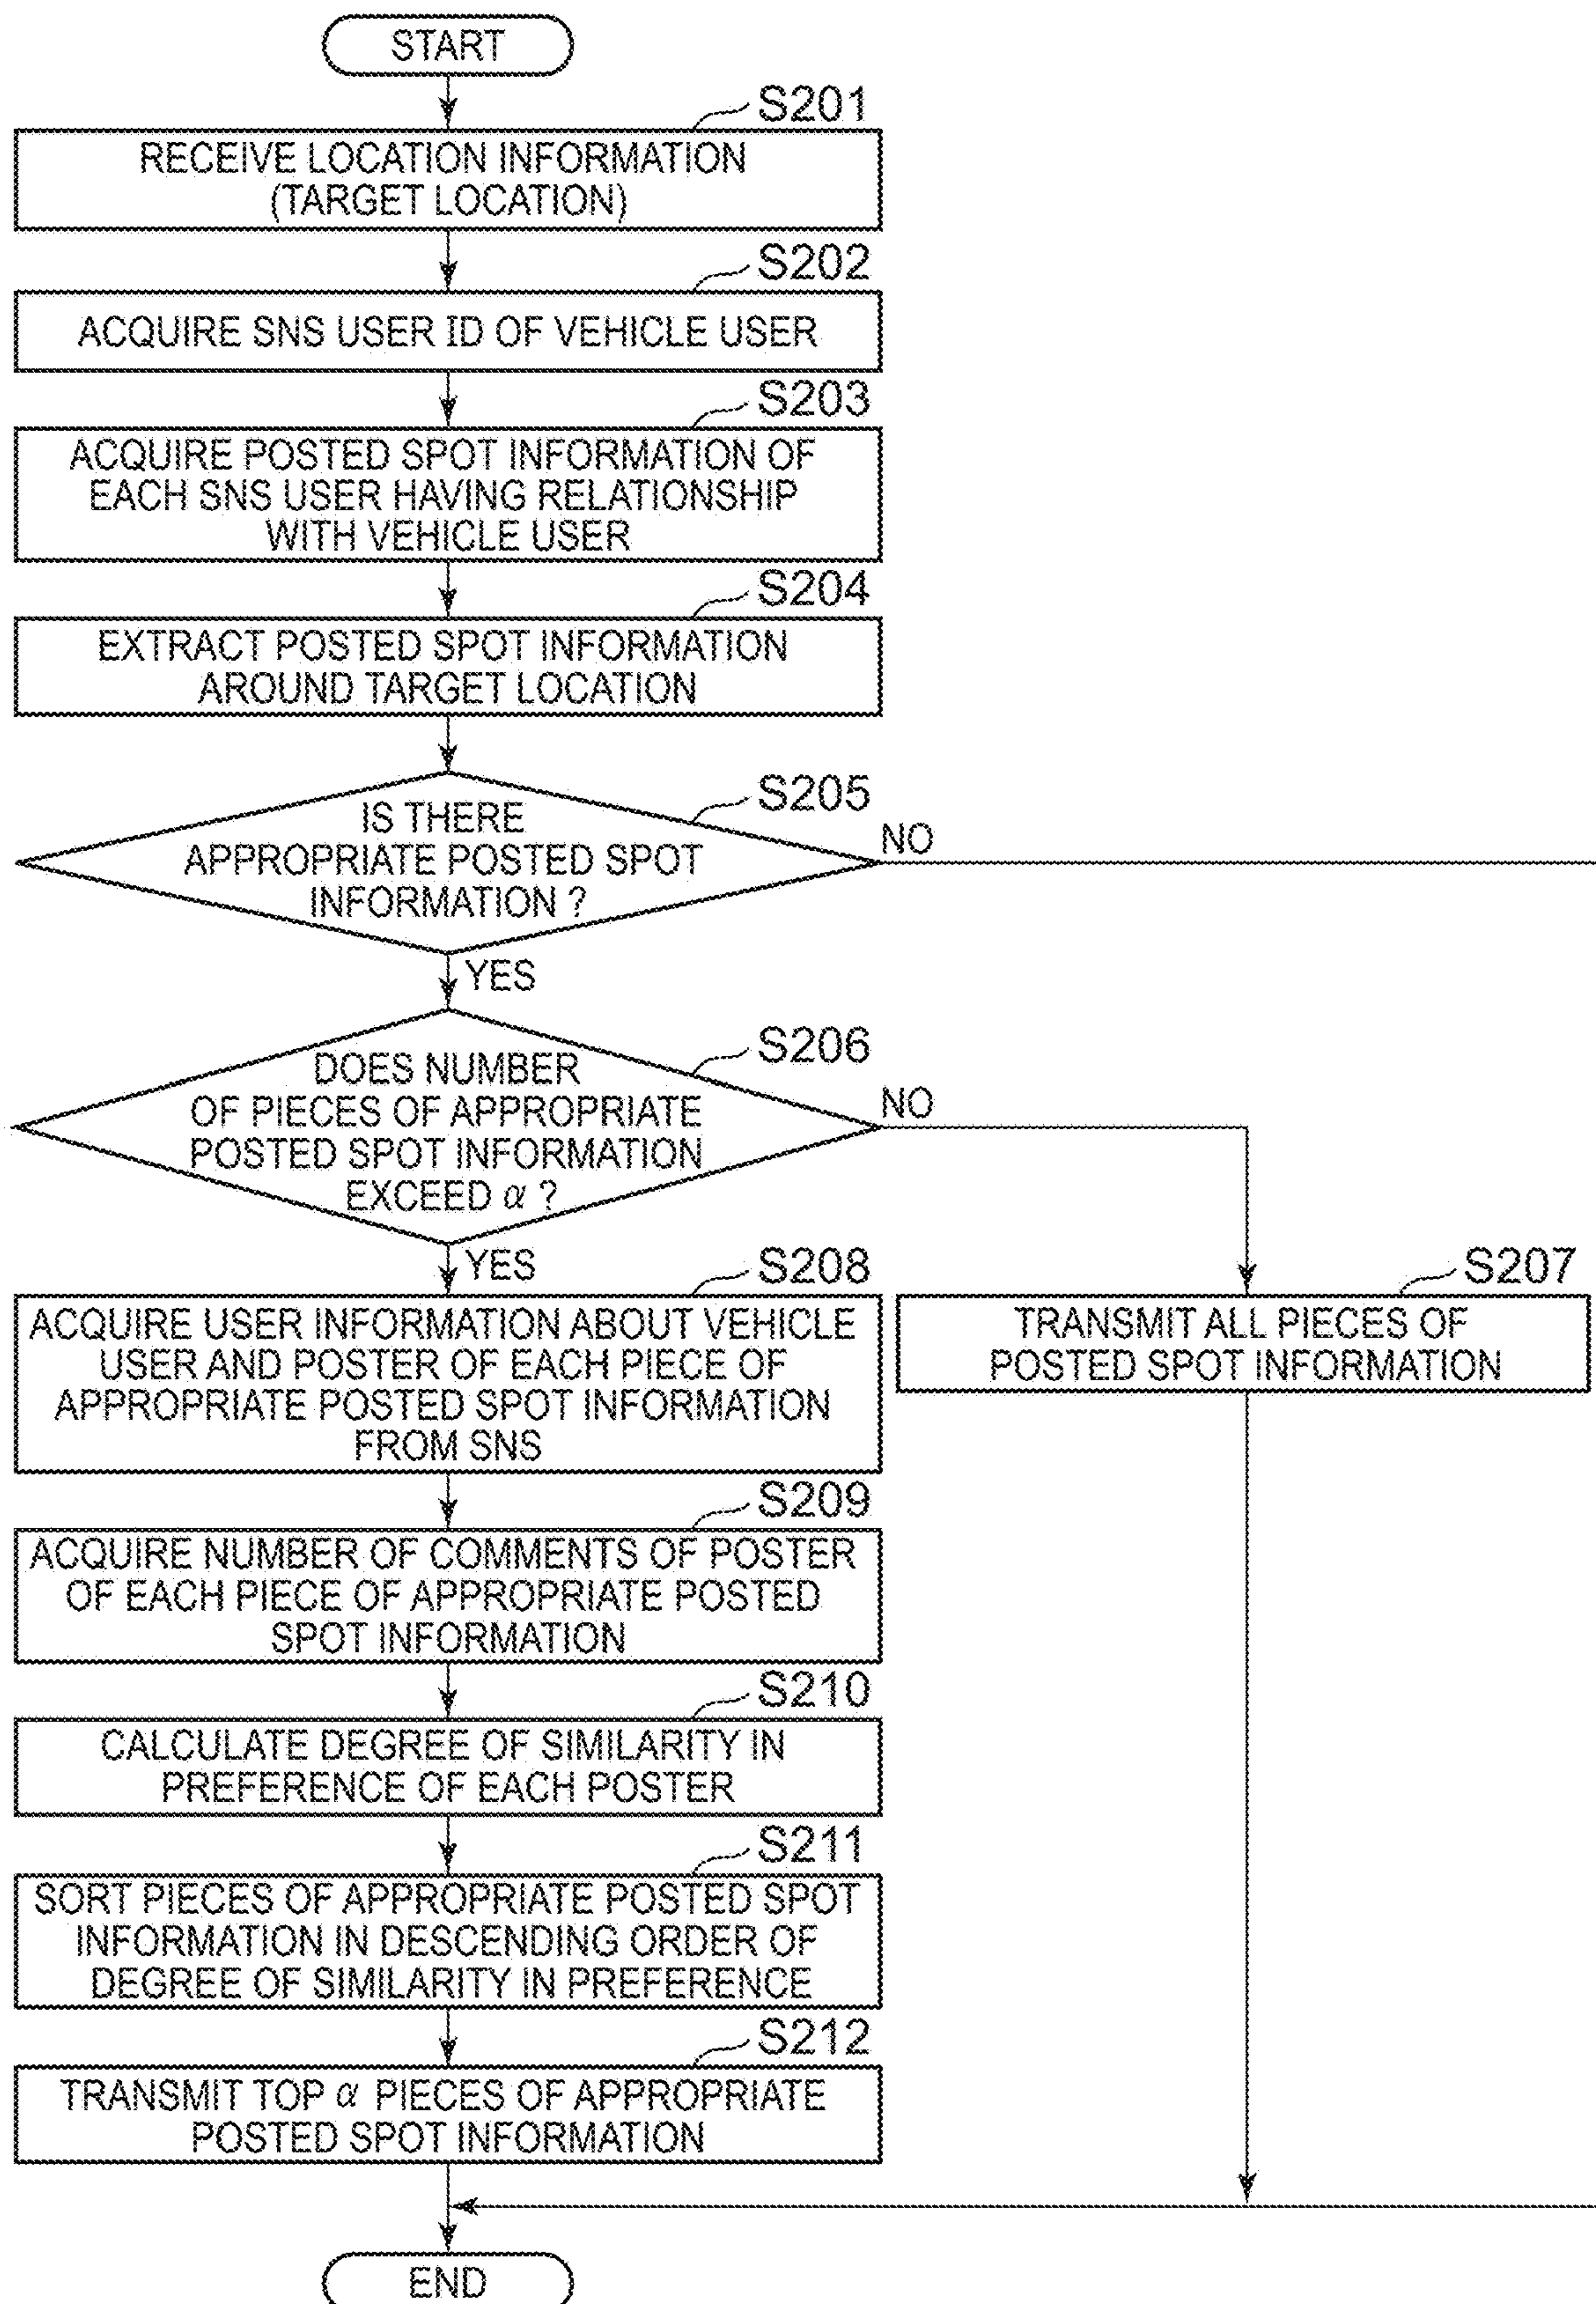 START
S201
RECEIVE LOCATION INFORMATION
(TARGET LOCATION)
S202
ACQUIRE SNS USER ID OF VEHICLE USER
S203
ACQUIRE POSTED SPOT INFORMATION OF
EACH SNS USER HAVING RELATIONSHIP
WITH VEHICLE USER
S204
EXTRACT POSTED SPOT INFORMATION
AROUND TARGET LOCATION
S205
IS THERE
APPROPRIATE POSTED SPOT
INFORMATION ?
NO
YES
S206
DOES NUMBER
OF PIECES OF APPROPRIATE
POSTED SPOT INFORMATION
EXCEED α ?
NO
YES
S208
ACQUIRE USER INFORMATION ABOUT VEHICLE
USER AND POSTER OF EACH PIECE OF
APPROPRIATE POSTED SPOT INFORMATION
FROM SNS
S207
TRANSMIT ALL PIECES OF
POSTED SPOT INFORMATION
S209
ACQUIRE NUMBER OF COMMENTS OF POSTER
OF EACH PIECE OF APPROPRIATE POSTED
SPOT INFORMATION
S210
CALCULATE DEGREE OF SIMILARITY IN
PREFERENCE OF EACH POSTER
S211
SORT PIECES OF APPROPRIATE POSTED SPOT
INFORMATION IN DESCENDING ORDER OF
DEGREE OF SIMILARITY IN PREFERENCE
S212
TRANSMIT TOP α PIECES OF APPROPRIATE
POSTED SPOT INFORMATION
END